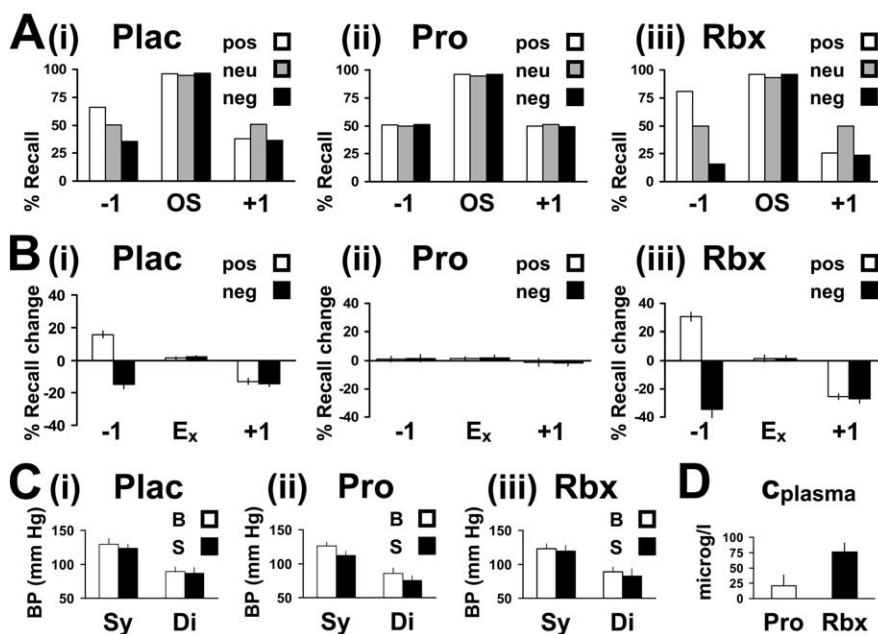 A (i) Plac (ii) Pro (iii) Rbx
pos pos pos
neu neu neu
neg neg neg
% Recall % Recall % Recall
100 100 100
75 75 75
50 50 50
25 25 25
0 0 0
-1 OS +1 -1 OS +1 -1 OS +1
B (i) Plac (ii) Pro (iii) Rbx
pos pos pos
neg neg neg
% Recall change % Recall change % Recall change
40 40 40
20 20 20
0 0 0
-20 -20 -20
-40 -40 -40
-1 Ex +1 -1 Ex +1 -1 Ex +1
C (i) Plac (ii) Pro (iii) Rbx D cplasma
B B B
S S S
BP (mm Hg) BP (mm Hg) BP (mm Hg) microg/l
150 150 150 100
100 100 100 75
50 50 50 50
25
0
Sy Di Sy Di Sy Di Pro Rbx